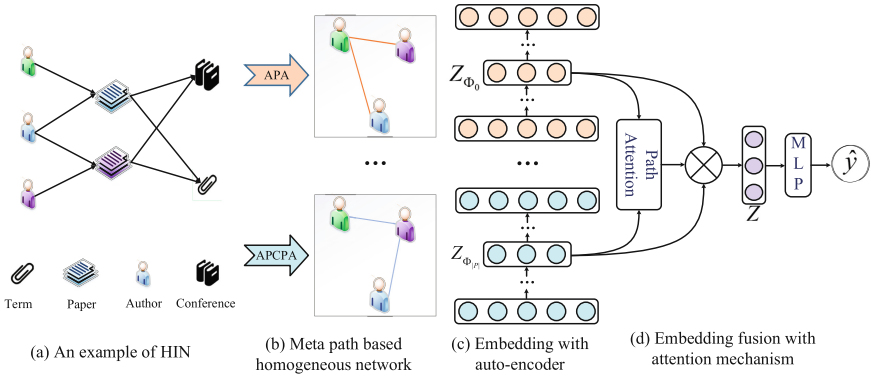 APA
APCPA
Z_{Φ_0}
Z_{Φ_{|P|}}
Path
Attention
Z
M
L
P
ŷ
Term
Paper
Author
Conference
(a) An example of HIN
(b) Meta path based
homogeneous network
(c) Embedding with
auto-encoder
(d) Embedding fusion with
attention mechanism